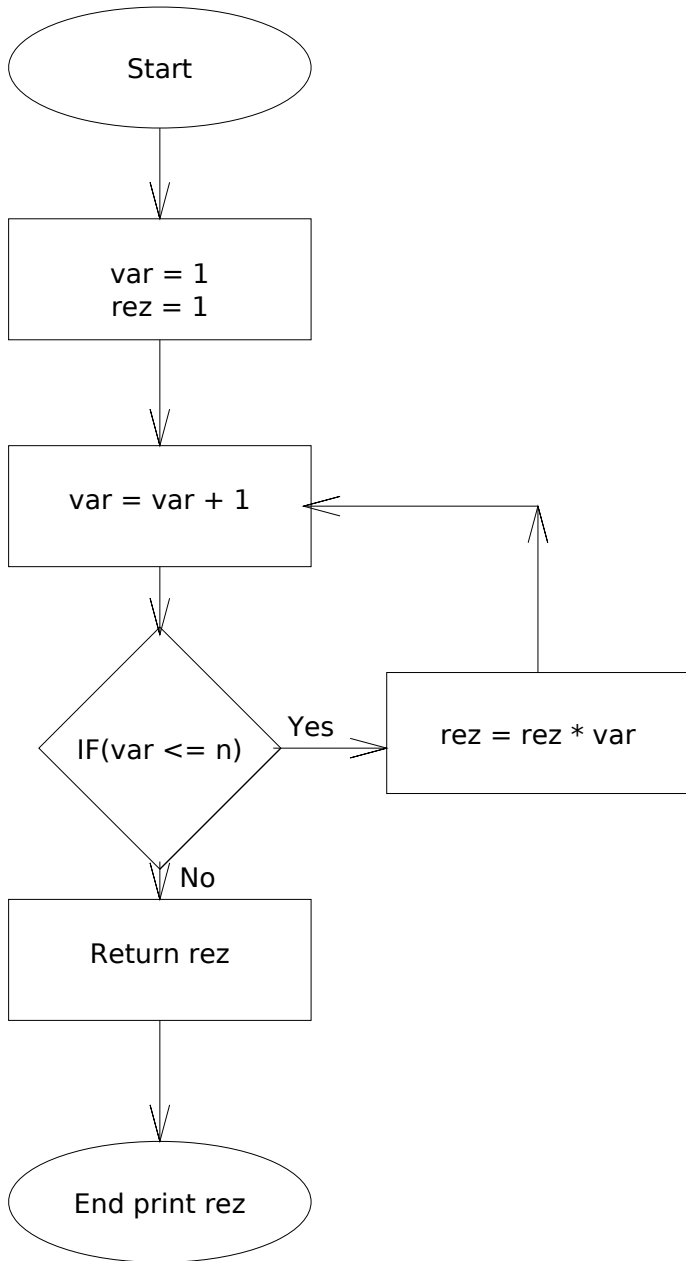 Start
var = 1
rez = 1
var = var + 1
IF(var <= n)
Yes
rez = rez * var
No
Return rez
End print rez